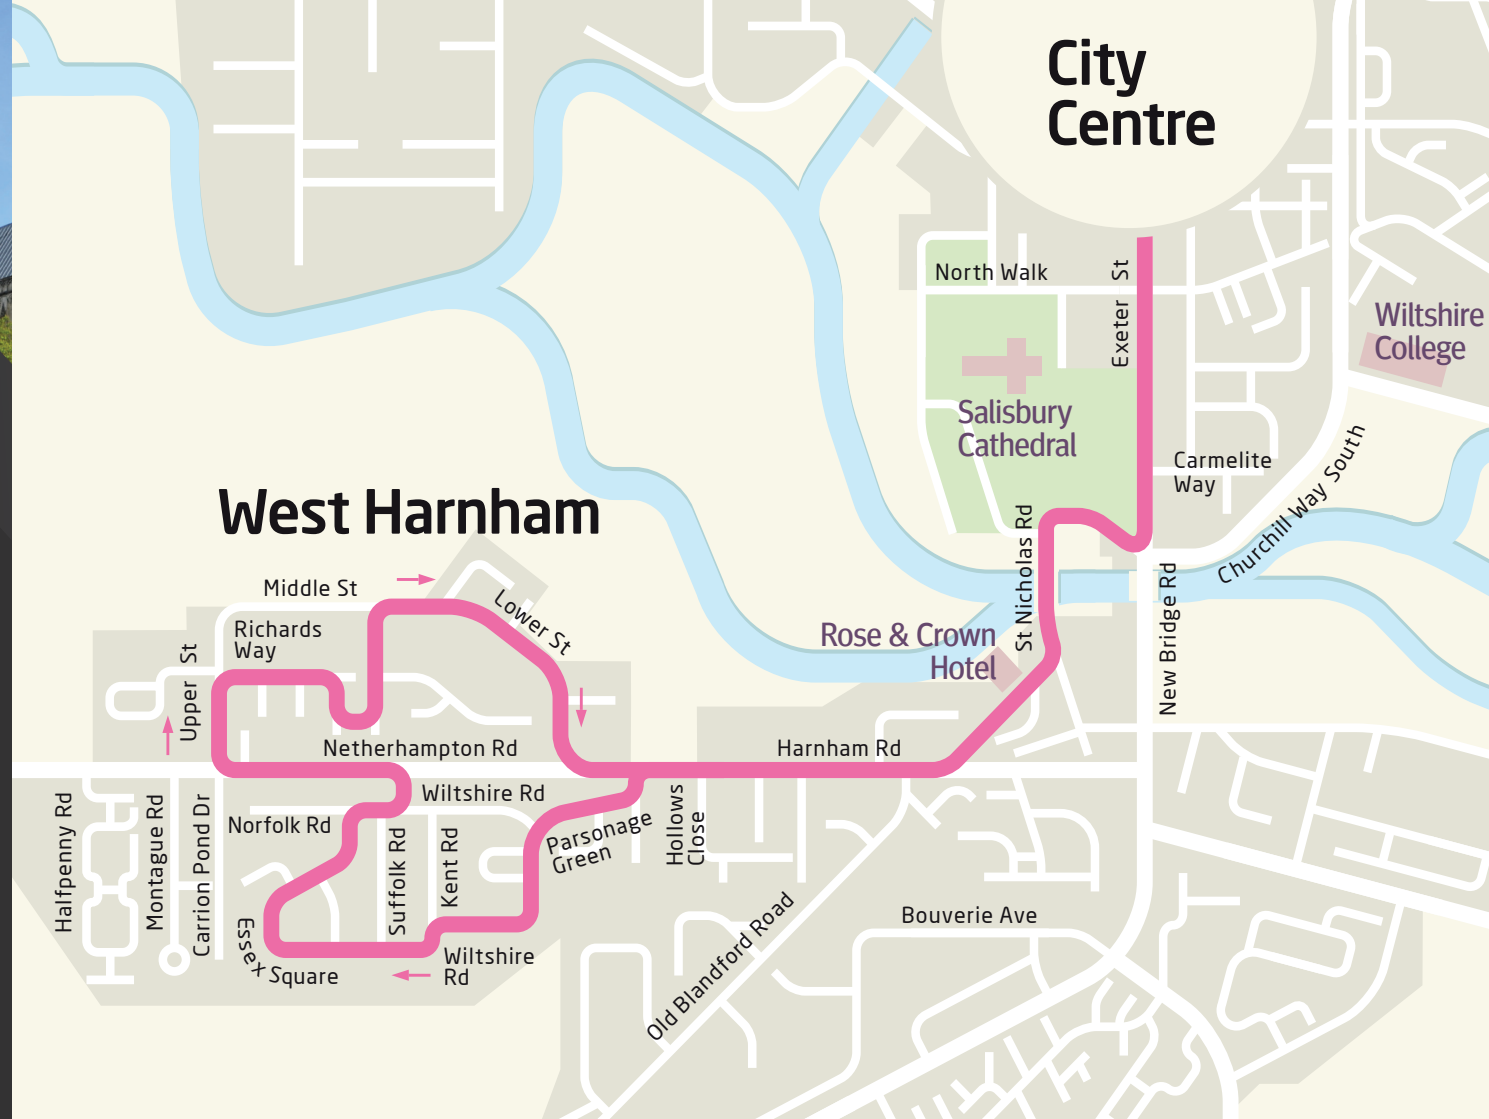 City
Centre
North Walk
Exeter St
Wiltshire
College
Salisbury
Cathedral
Carmelite
Way
Churchill Way South
West Harnham
St Nicholas Rd
New Bridge Rd
Middle St
Lower St
Richards
Way
Rose & Crown
Hotel
Upper St
Netherhampton Rd
Harnham Rd
Wiltshire Rd
Norfolk Rd
Parsonage
Green
Hollows
Close
Halfpenny Rd
Montague Rd
Carrion Pond Dr
Suffolk Rd
Kent Rd
Essex Square
Wiltshire
Rd
Old Blandford Road
Bouverie Ave